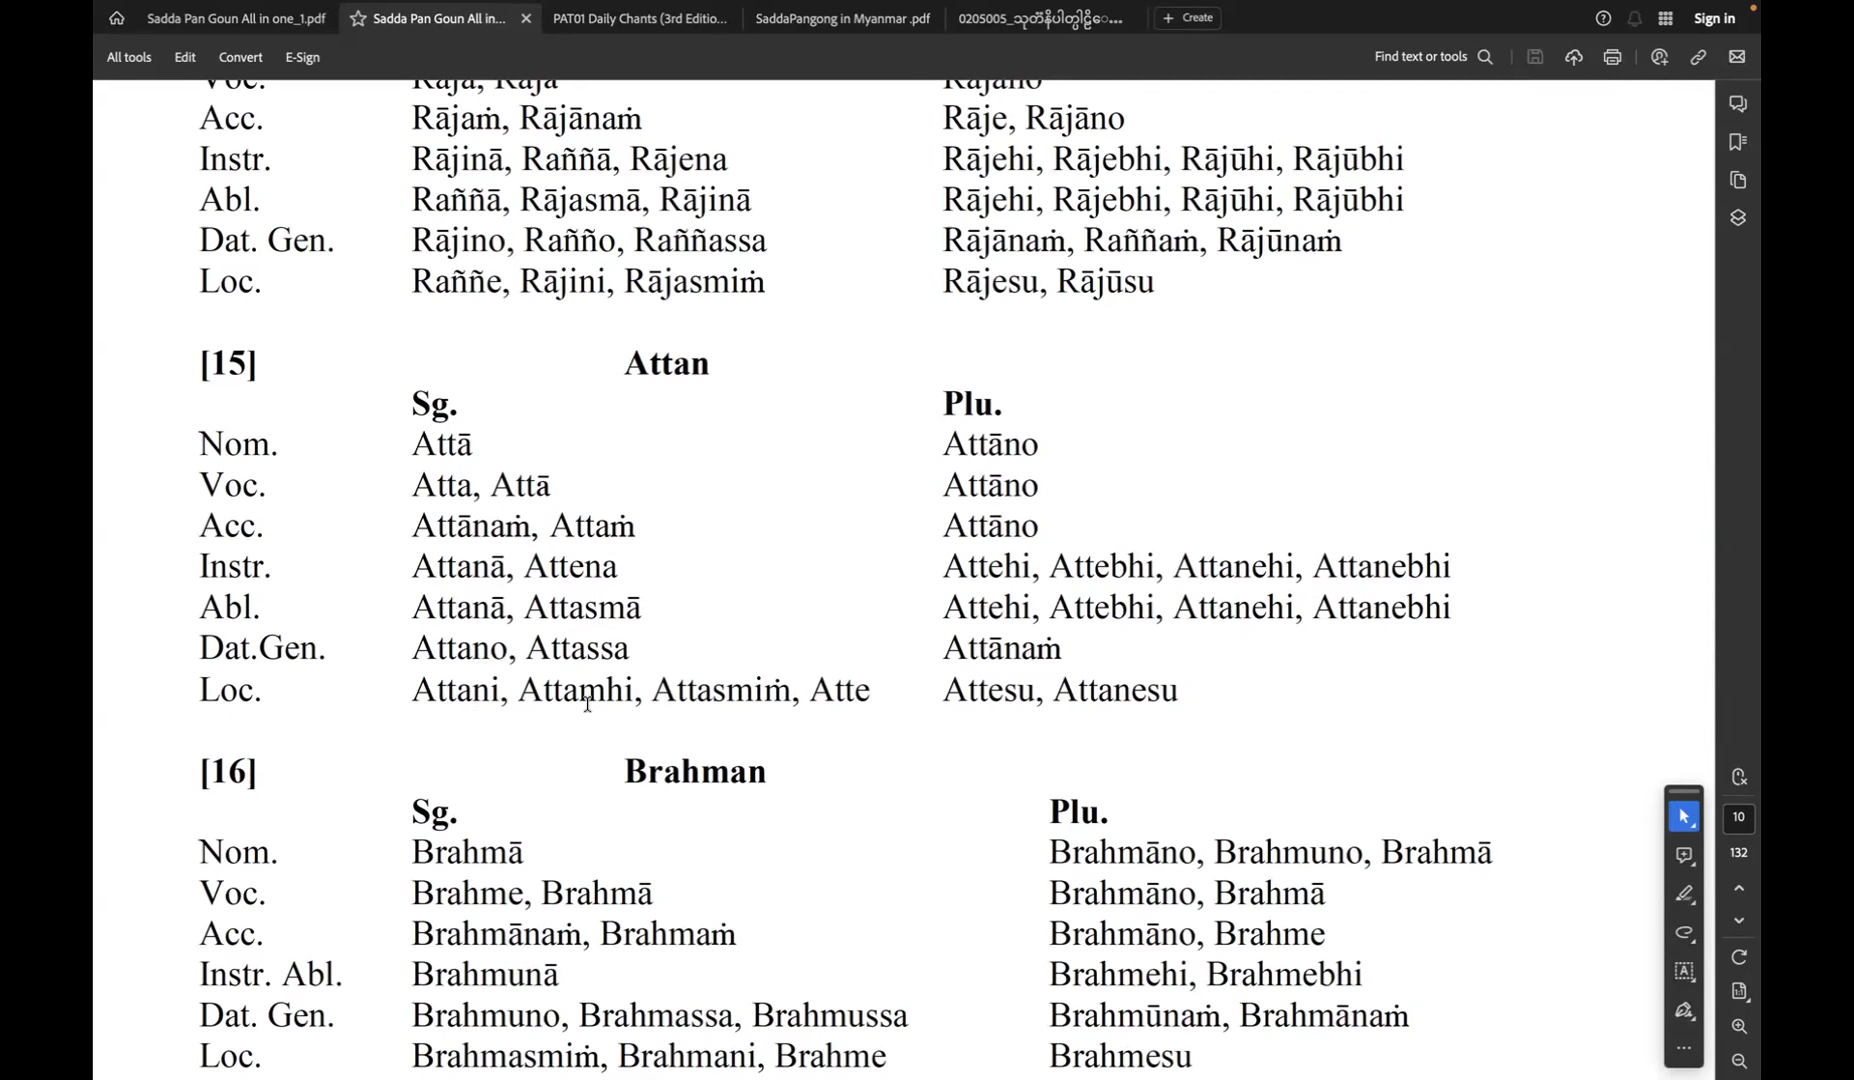 Sadda Pan Goun All in one_1.pdf Sadda Pan Goun All in... PAT01 Daily Chants (3rd Editio... SaddaPangong in Myanmar .pdf Create Sign in
All tools Edit Convert E-Sign Find text or tools
Voc. Rāja, Rājā Rājāno
Acc. Rājaṁ, Rājānaṁ Rāje, Rājāno
Instr. Rājinā, Raññā, Rājena Rājehi, Rājebhi, Rājūhi, Rājūbhi
Abl. Raññā, Rājasmā, Rājinā Rājehi, Rājebhi, Rājūhi, Rājūbhi
Dat. Gen. Rājino, Rañño, Raññassa Rājānaṁ, Raññaṁ, Rājūnaṁ
Loc. Raññe, Rājini, Rājasmiṁ Rājesu, Rājūsu
[15] Attan
Sg. Plu.
Nom. Attā Attāno
Voc. Atta, Attā Attāno
Acc. Attānaṁ, Attaṁ Attāno
Instr. Attanā, Attena Attehi, Attebhi, Attanehi, Attanebhi
Abl. Attanā, Attasmā Attehi, Attebhi, Attanehi, Attanebhi
Dat.Gen. Attano, Attassa Attānaṁ
Loc. Attani, Attamhi, Attasmiṁ, Atte Attesu, Attanesu
[16] Brahman
Sg. Plu.
Nom. Brahmā Brahmāno, Brahmuno, Brahmā
Voc. Brahme, Brahmā Brahmāno, Brahmā
Acc. Brahmānaṁ, Brahmaṁ Brahmāno, Brahme
Instr. Abl. Brahmunā Brahmehi, Brahmebhi
Dat. Gen. Brahmuno, Brahmassa, Brahmussa Brahmūnaṁ, Brahmānaṁ
Loc. Brahmasmiṁ, Brahmani, Brahme Brahmesu
10
132